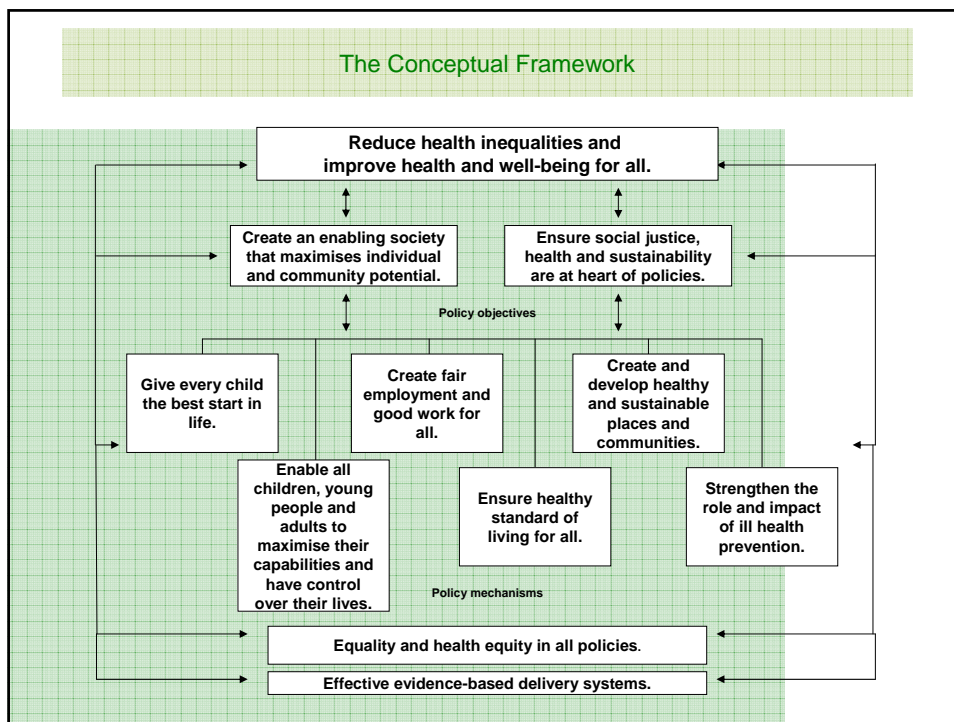 The Conceptual Framework
Reduce health inequalities and
improve health and well-being for all.
Create an enabling society
that maximises individual
and community potential.
Ensure social justice,
health and sustainability
are at heart of policies.
Policy objectives
Give every child
the best start in
life.
Create fair
employment and
good work for
all.
Create and
develop healthy
and sustainable
places and
communities.
Enable all
children, young
people and
adults to
maximise their
capabilities and
have control
over their lives.
Ensure healthy
standard of
living for all.
Strengthen the
role and impact
of ill health
prevention.
Policy mechanisms
Equality and health equity in all policies.
Effective evidence-based delivery systems.